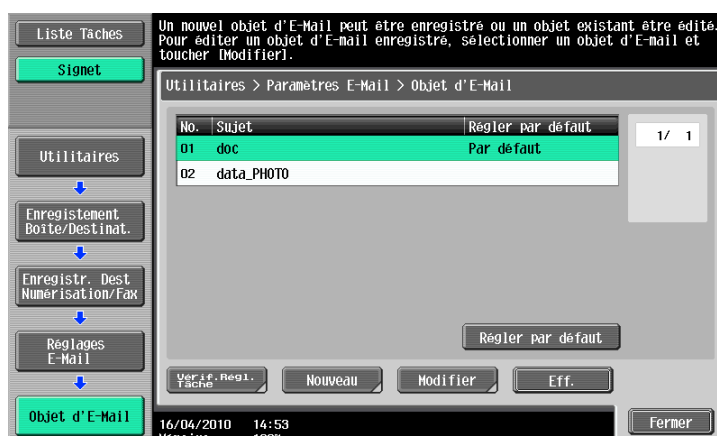 Liste Tâches
Signet
Un nouvel objet d'E-Mail peut être enregistré ou un objet existant être édité.
Pour éditer un objet d'E-mail enregistré, sélectionner un objet d'E-mail et
toucher [Modifier].
Utilitaires > Paramètres E-Mail > Objet d'E-Mail
No. Sujet Régler par défaut
01 doc Par défaut
02 data_PHOTO
1/ 1
Utilitaires
Enregistement
Boîte/Destinat.
Enregistr. Dest
Numérisation/Fax
Réglages
E-Mail
Objet d'E-Mail
Régler par défaut
Vérif.Régl.
Tâche
Nouveau
Modifier
Eff.
16/04/2010 14:53
Fermer